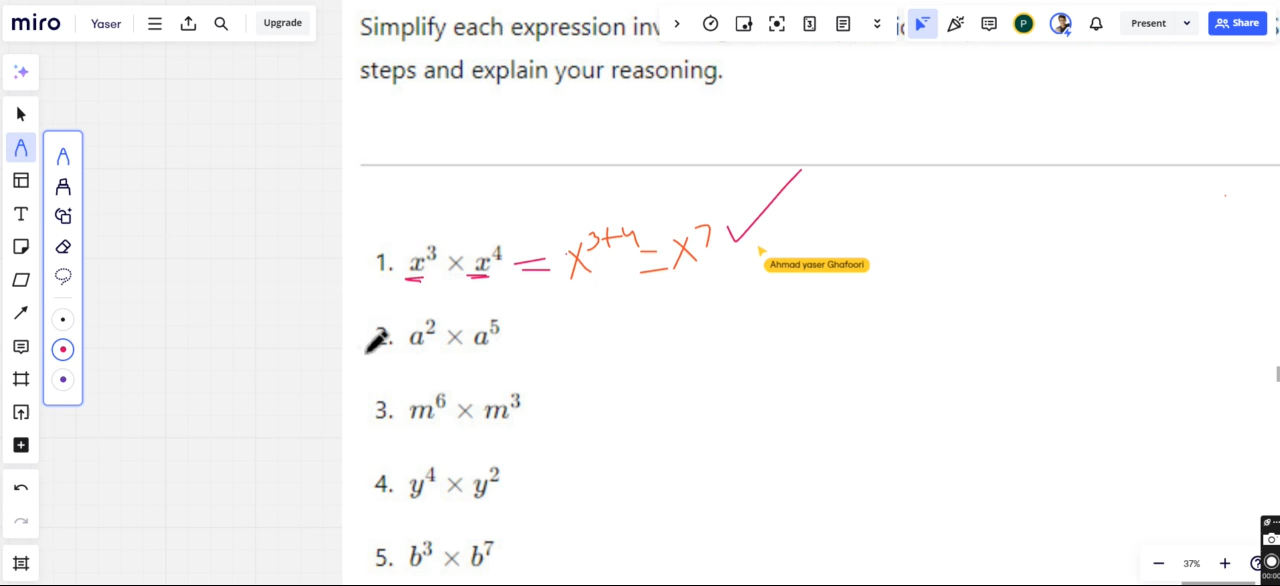 miro Yaser Upgrade Present Share
Simplify each expression inv
steps and explain your reasoning.
1. x³ × x⁴ = x³⁺⁴ = x⁷ ✓
Ahmad yaser Ghafoori
2. a² × a⁵
3. m⁶ × m³
4. y⁴ × y²
5. b³ × b⁷
37%